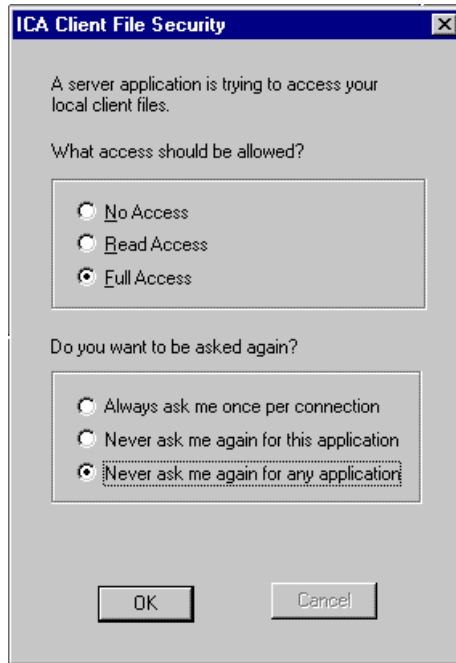 ICA Client File Security
A server application is trying to access your
local client files.
What access should be allowed?
No Access
Read Access
Full Access
Do you want to be asked again?
Always ask me once per connection
Never ask me again for this application
Never ask me again for any application
OK
Cancel